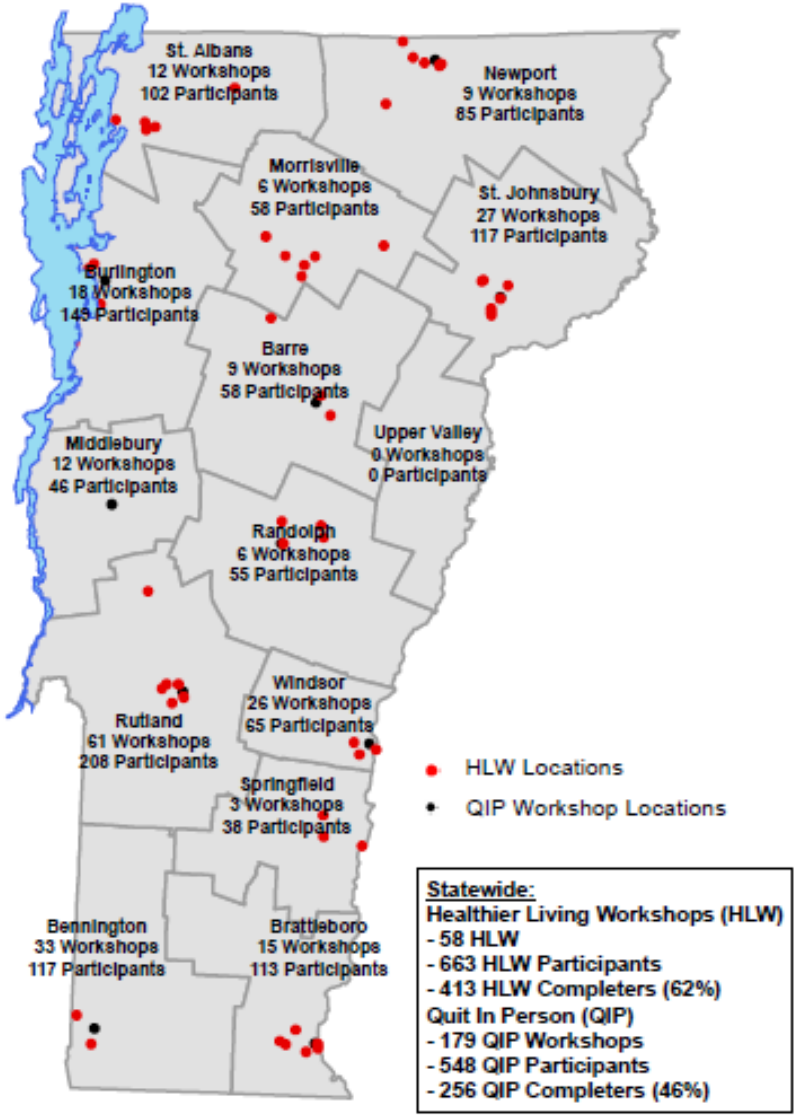 St. Albans
12 Workshops
102 Participants
Newport
9 Workshops
85 Participants
Morrisville
6 Workshops
58 Participants
St. Johnsbury
27 Workshops
117 Participants
Burlington
18 Workshops
149 Participants
Barre
9 Workshops
58 Participants
Upper Valley
0 Workshops
0 Participants
Middlebury
12 Workshops
46 Participants
Randolph
6 Workshops
55 Participants
Windsor
26 Workshops
65 Participants
Rutland
61 Workshops
208 Participants
Springfield
3 Workshops
38 Participants
HLW Locations
QIP Workshop Locations
Bennington
33 Workshops
117 Participants
Brattleboro
15 Workshops
113 Participants
Statewide:
Healthier Living Workshops (HLW)
- 58 HLW
- 663 HLW Participants
- 413 HLW Completers (62%)
Quit In Person (QIP)
- 179 QIP Workshops
- 548 QIP Participants
- 256 QIP Completers (46%)